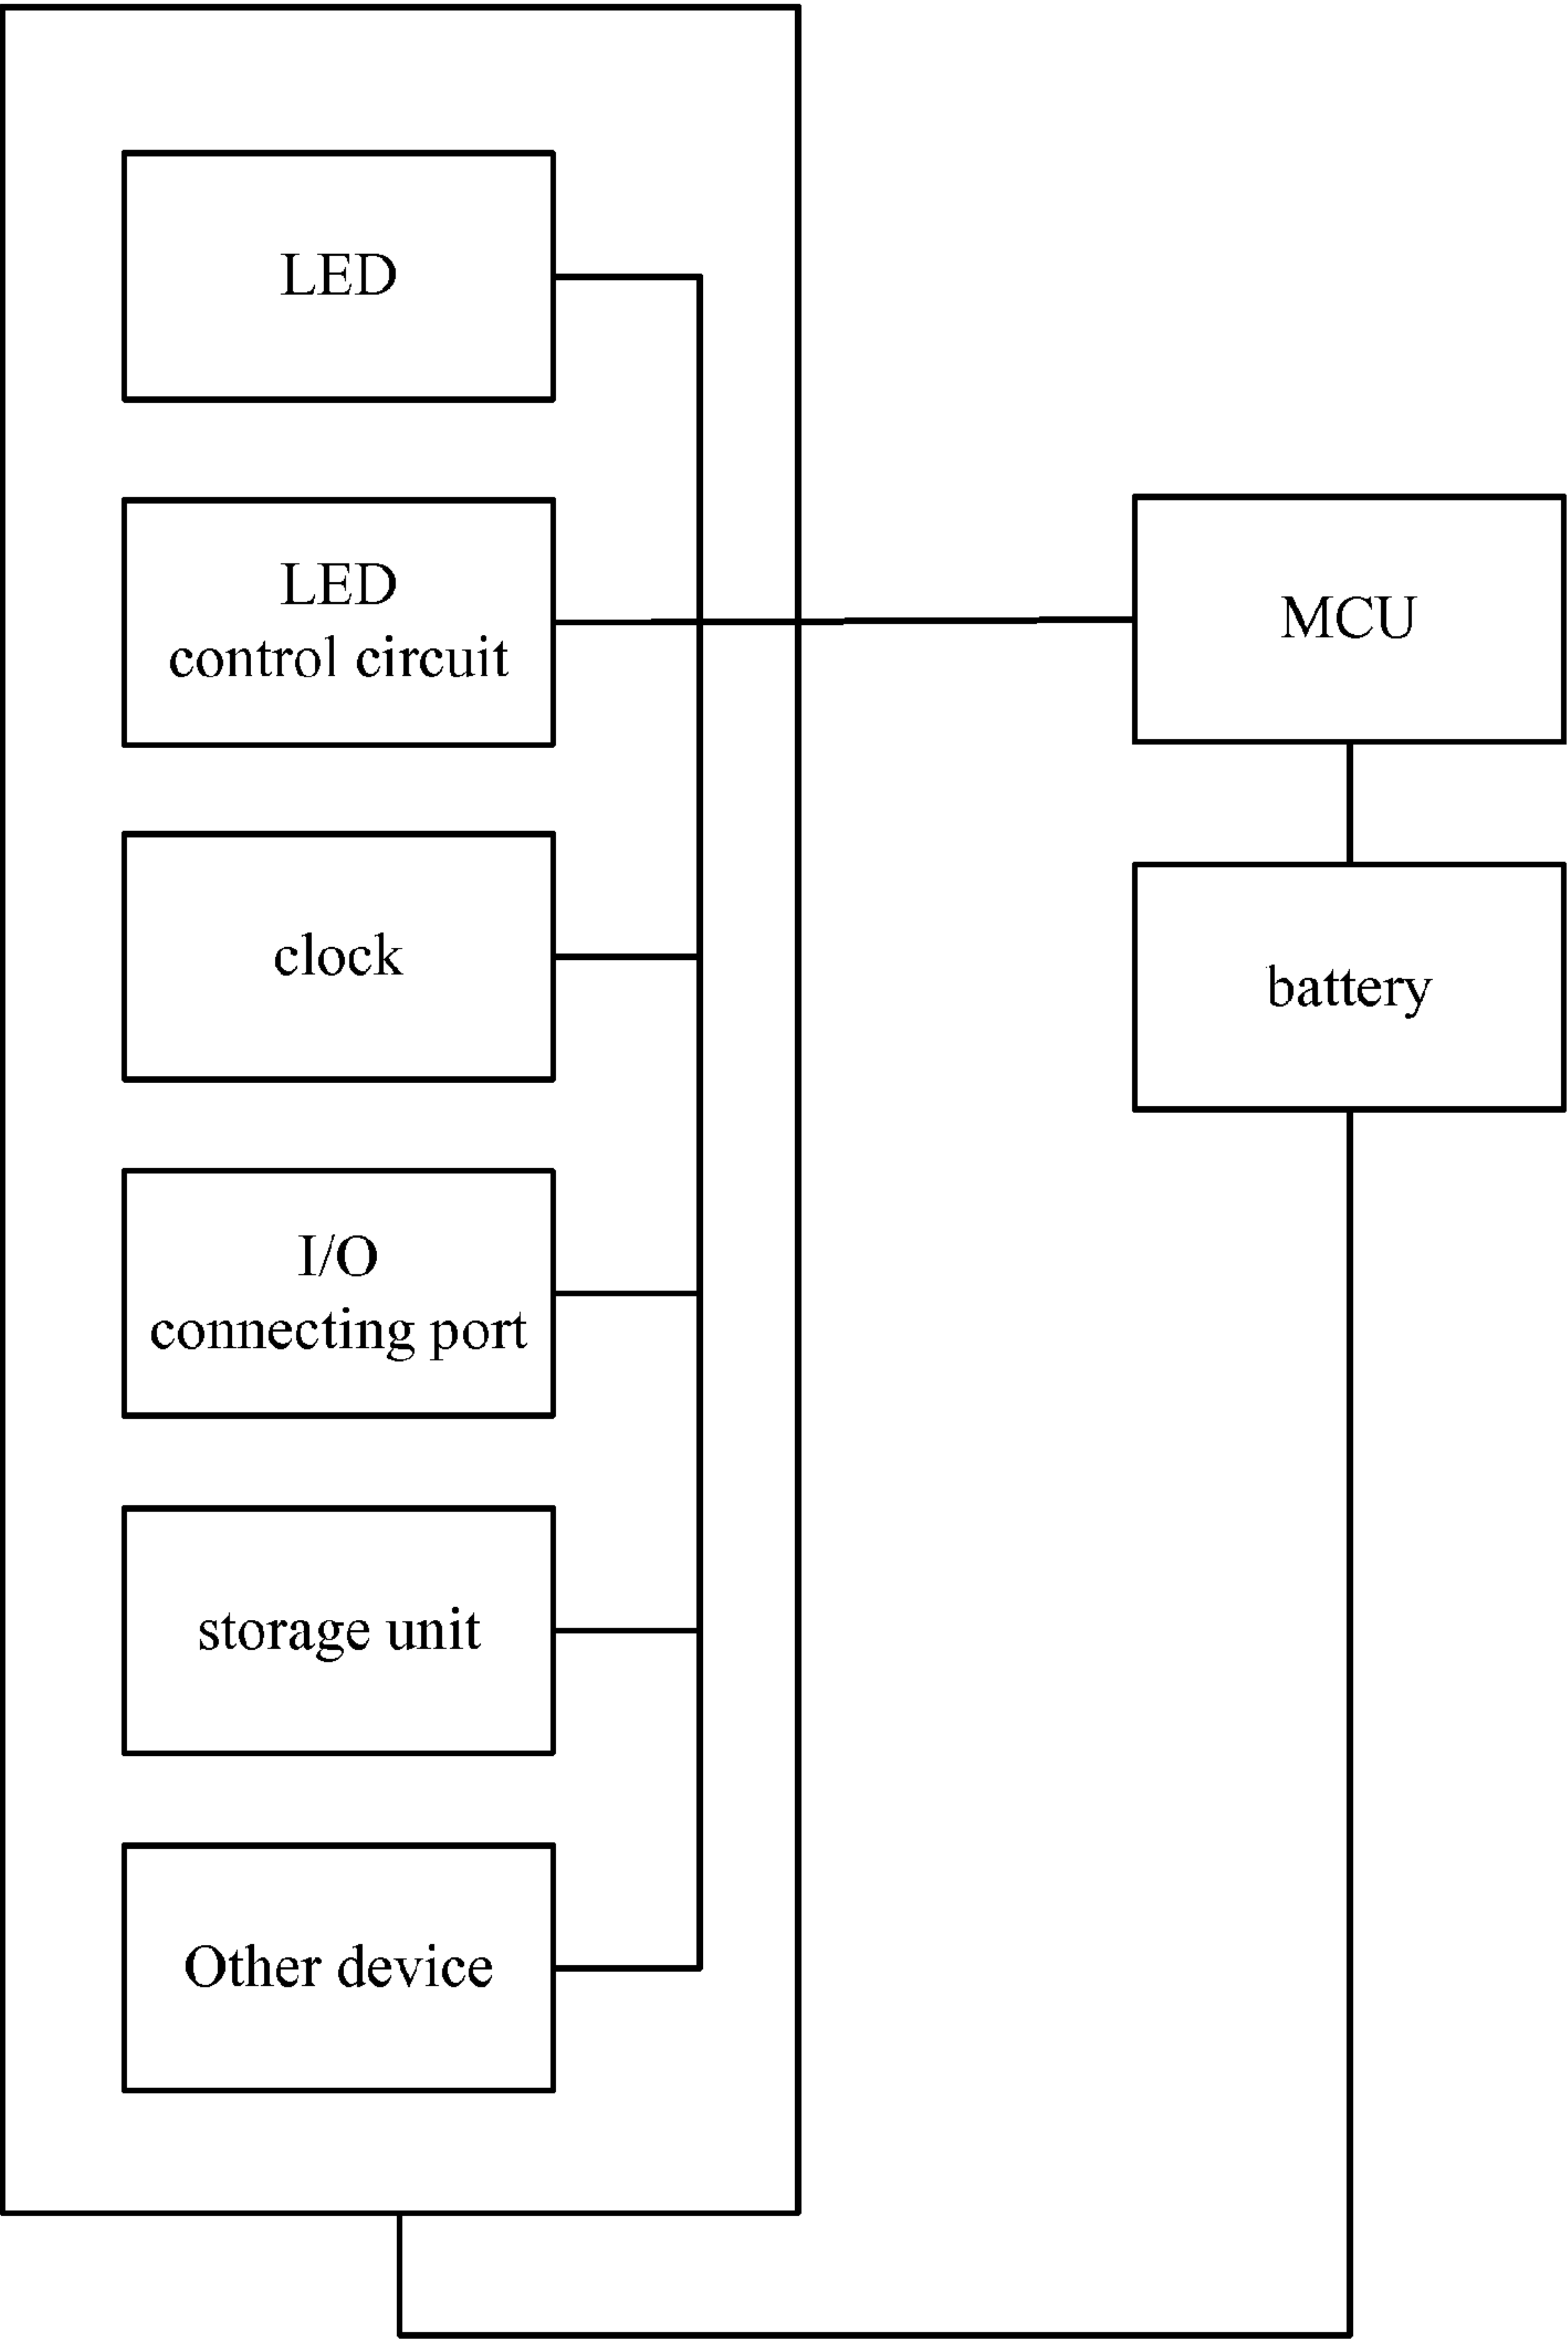 LED
LED
control circuit
MCU
clock
battery
I/O
connecting port
storage unit
Other device